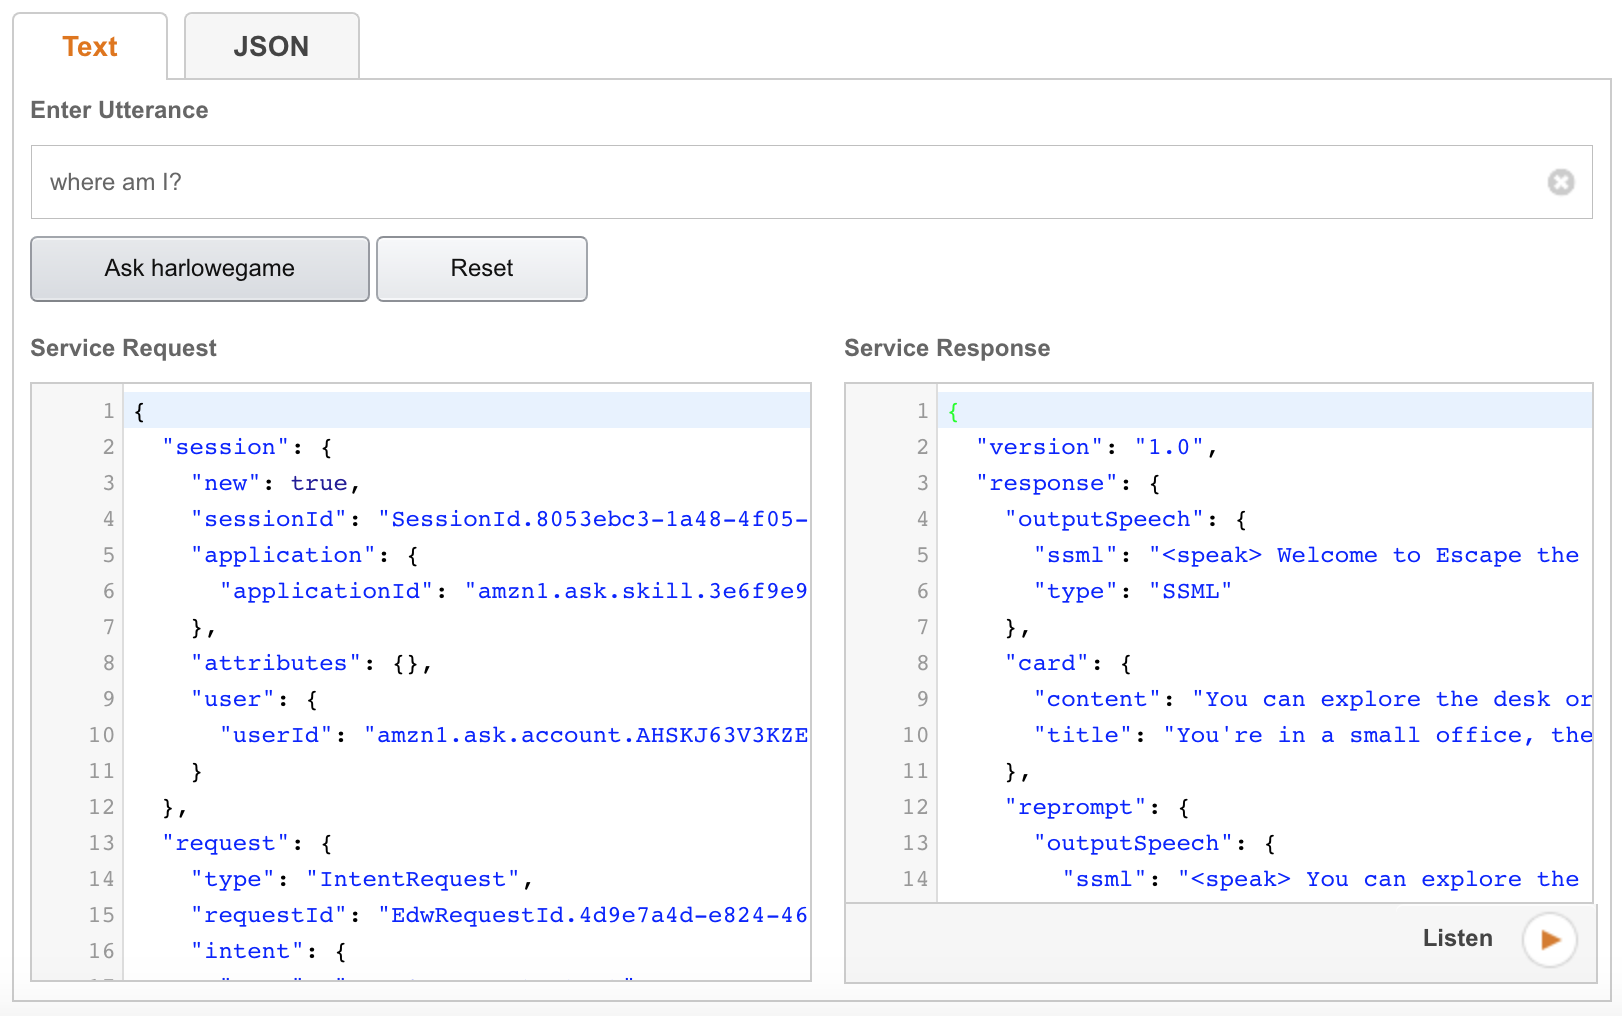 Text JSON
Enter Utterance
where am I?
Ask harlowegame Reset
Service Request
1 {
2 "session": {
3 "new": true,
4 "sessionId": "SessionId.8053ebc3-1a48-4f05-
5 "application": {
6 "applicationId": "amzn1.ask.skill.3e6f9e9
7 },
8 "attributes": {},
9 "user": {
10 "userId": "amzn1.ask.account.AHSKJ63V3KZE
11 }
12 },
13 "request": {
14 "type": "IntentRequest",
15 "requestId": "EdwRequestId.4d9e7a4d-e824-46
16 "intent": {
Service Response
1 {
2 "version": "1.0",
3 "response": {
4 "outputSpeech": {
5 "ssml": "<speak> Welcome to Escape the
6 "type": "SSML"
7 },
8 "card": {
9 "content": "You can explore the desk or
10 "title": "You're in a small office, the
11 },
12 "reprompt": {
13 "outputSpeech": {
14 "ssml": "<speak> You can explore the
Listen